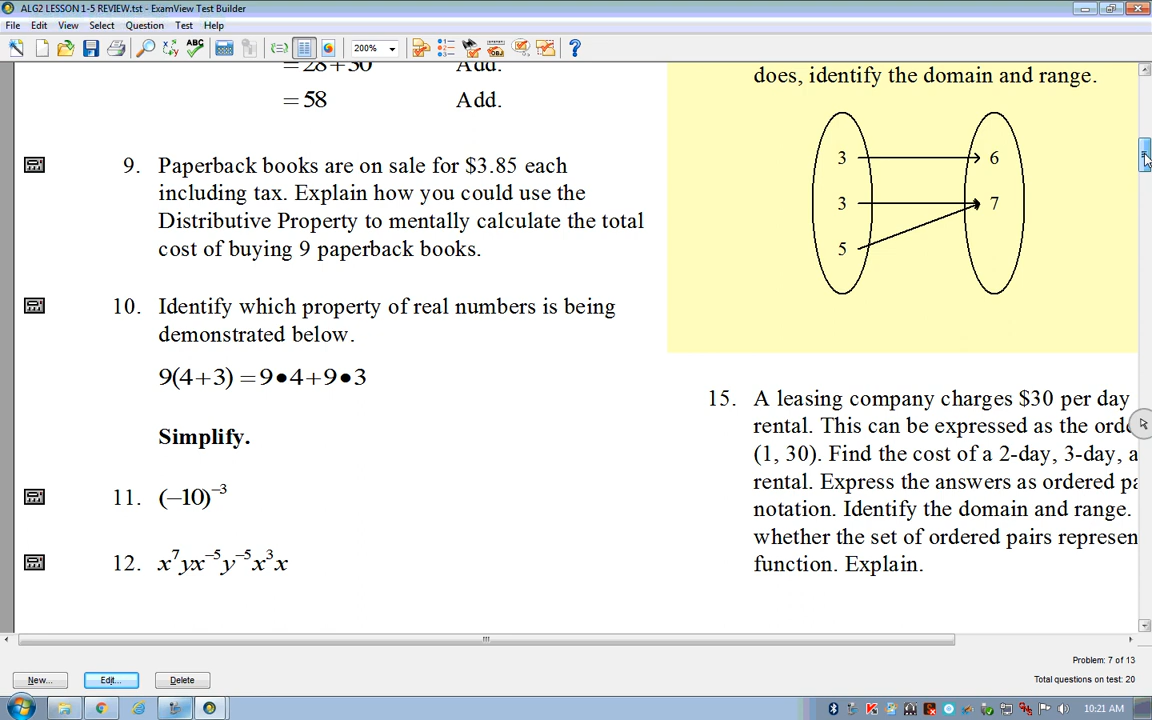 ALG2 LESSON 1-5 REVIEW.tst - ExamView Test Builder
File Edit View Select Question Test Help
200%
=28+30 Add.
=58 Add.
9. Paperback books are on sale for $3.85 each
including tax. Explain how you could use the
Distributive Property to mentally calculate the total
cost of buying 9 paperback books.
10. Identify which property of real numbers is being
demonstrated below.
9(4+3)=9•4+9•3
Simplify.
11. (−10)⁻³
12. x⁷yx⁻⁵y⁻⁵x³x
does, identify the domain and range.
3 6
3 7
5
15. A leasing company charges $30 per day
rental. This can be expressed as the orde
(1, 30). Find the cost of a 2-day, 3-day, a
rental. Express the answers as ordered pa
notation. Identify the domain and range.
whether the set of ordered pairs represen
function. Explain.
Problem: 7 of 13
New... Edit... Delete
Total questions on test: 20
10:21 AM